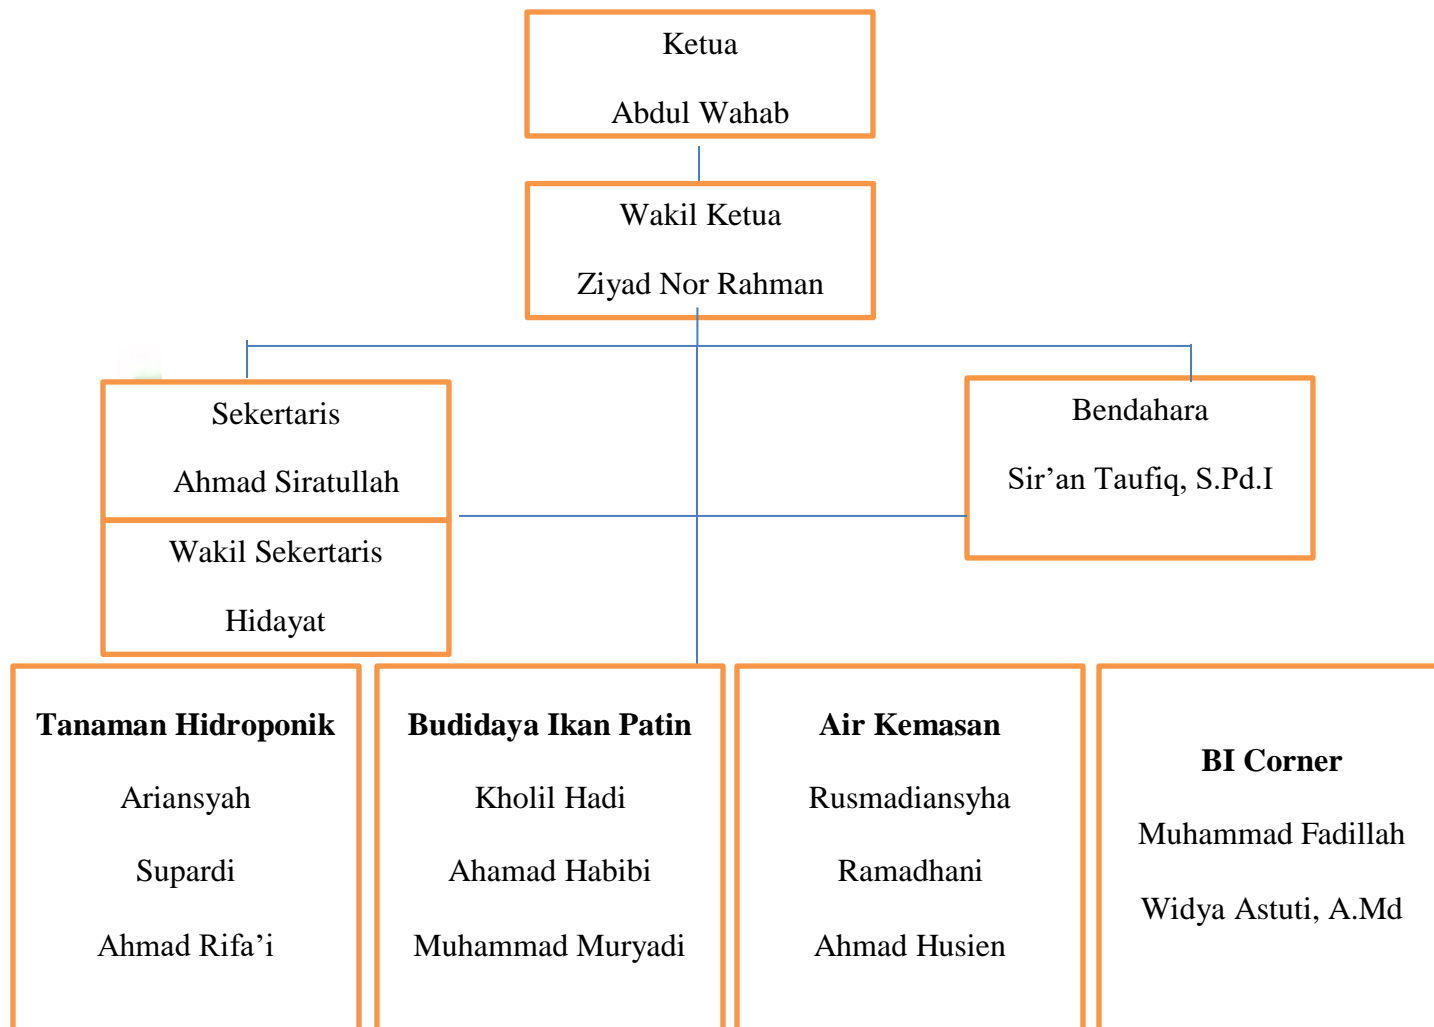 Ketua
Abdul Wahab
Wakil Ketua
Ziyad Nor Rahman
Sekertaris
Ahmad Siratullah
Wakil Sekertaris
Hidayat
Bendahara
Sir’an Taufiq, S.Pd.I
Tanaman Hidroponik
Ariansyah
Supardi
Ahmad Rifa’i
Budidaya Ikan Patin
Kholil Hadi
Ahamad Habibi
Muhammad Muryadi
Air Kemasan
Rusmadiansyha
Ramadhani
Ahmad Husien
BI Corner
Muhammad Fadillah
Widya Astuti, A.Md